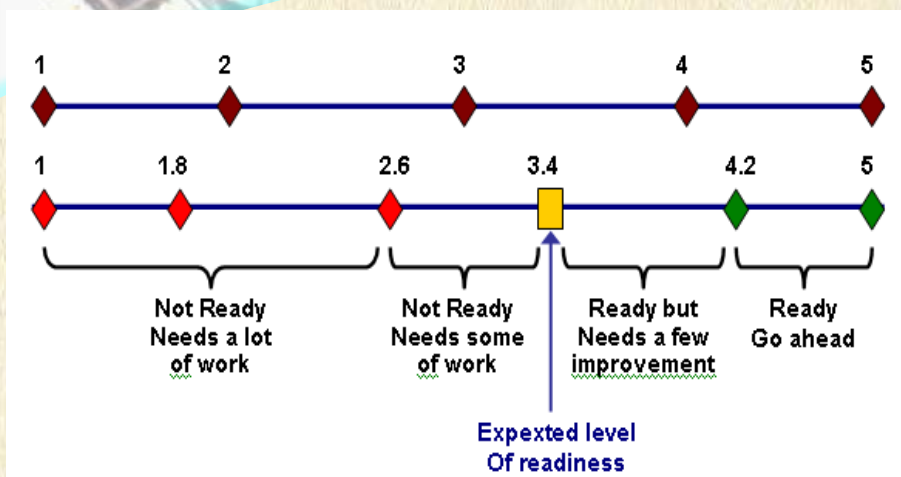 1 2 3 4 5
1 1.8 2.6 3.4 4.2 5
Not Ready
Needs a lot
of work
Not Ready
Needs some
of work
Ready but
Needs a few
improvement
Ready
Go ahead
Expexted level
Of readiness